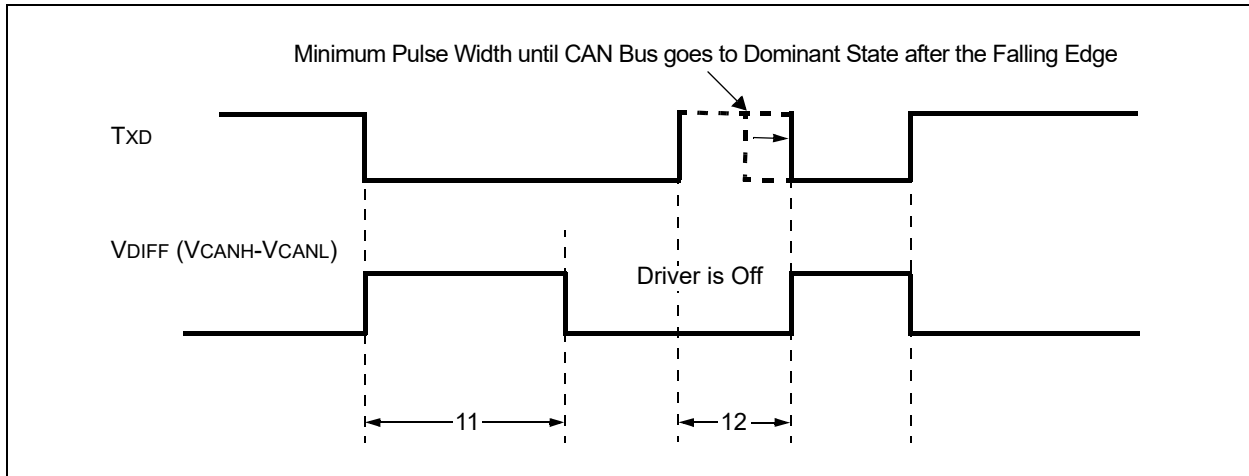 Minimum Pulse Width until CAN Bus goes to Dominant State after the Falling Edge
TXD
VDIFF (VCANH-VCANL)
Driver is Off
11
12